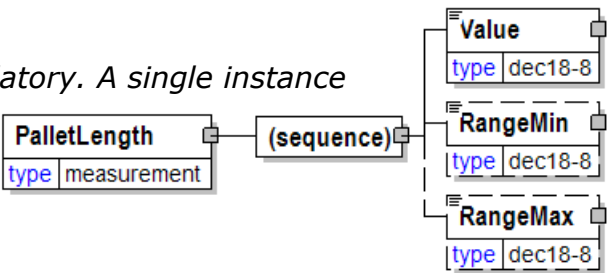 Value
type dec18-8
atory. A single instance
RangeMin
PalletLength
(sequence)
type dec18-8
type measurement
RangeMax
type dec18-8